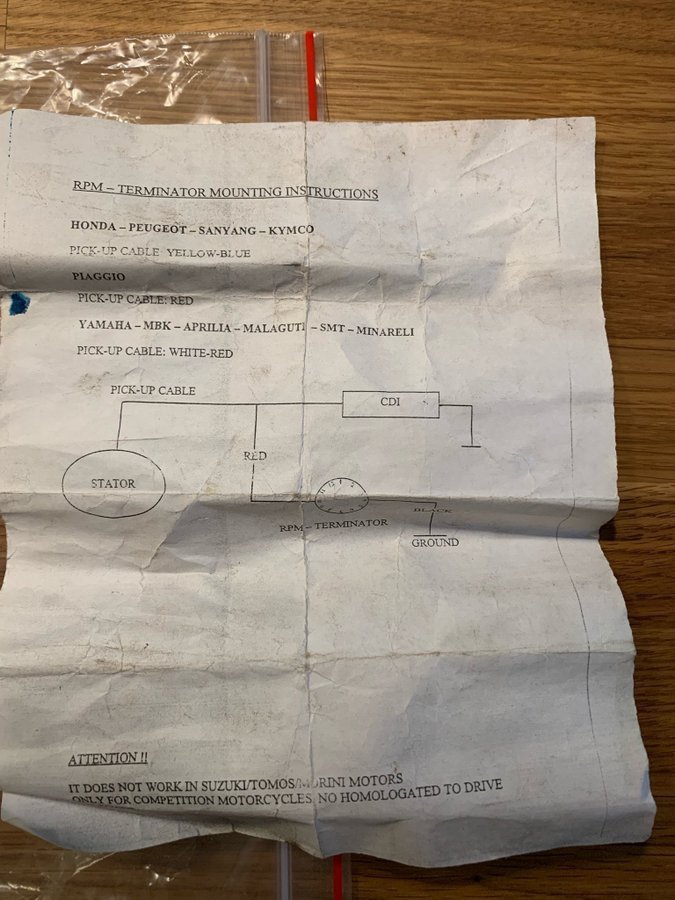 RPM – TERMINATOR MOUNTING INSTRUCTIONS
HONDA – PEUGEOT – SANYANG – KYMCO
PICK-UP CABLE: YELLOW-BLUE
PIAGGIO
PICK-UP CABLE: RED
YAMAHA – MBK – APRILIA – MALAGUTI – SMT – MINARELI
PICK-UP CABLE: WHITE-RED
PICK-UP CABLE
CDI
RED
STATOR
BLACK
RPM – TERMINATOR
GROUND
ATTENTION !!
IT DOES NOT WORK IN SUZUKI/TOMOS/MORINI MOTORS
ONLY FOR COMPETITION MOTORCYCLES, NO HOMOLOGATED TO DRIVE